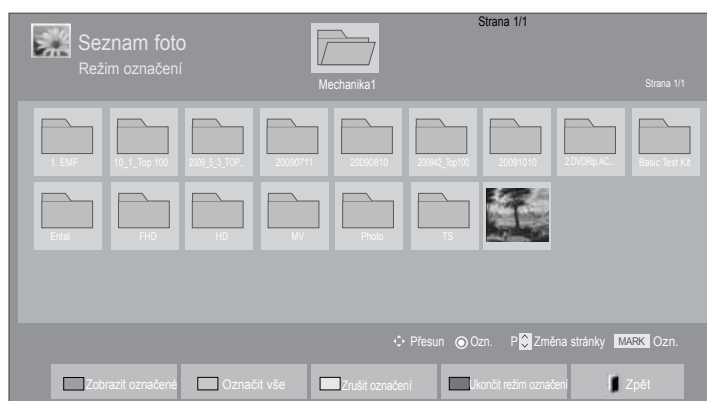 Strana 1/1
Seznam foto
Režim označení
Mechanika1
Strana 1/1
1. EMF
10_1_Top 100
2009_5_3_TOP...
20090711
20090810
200942_Top100
20091010
2.DVDRip.AC...
Basic Test Kit
Ental
FHD
HD
MV
Photo
TS
Přesun
Ozn.
P Změna stránky
MARK Ozn.
Zobrazit označené
Označit vše
Zrušit označení
Ukončit režim označení
Zpět